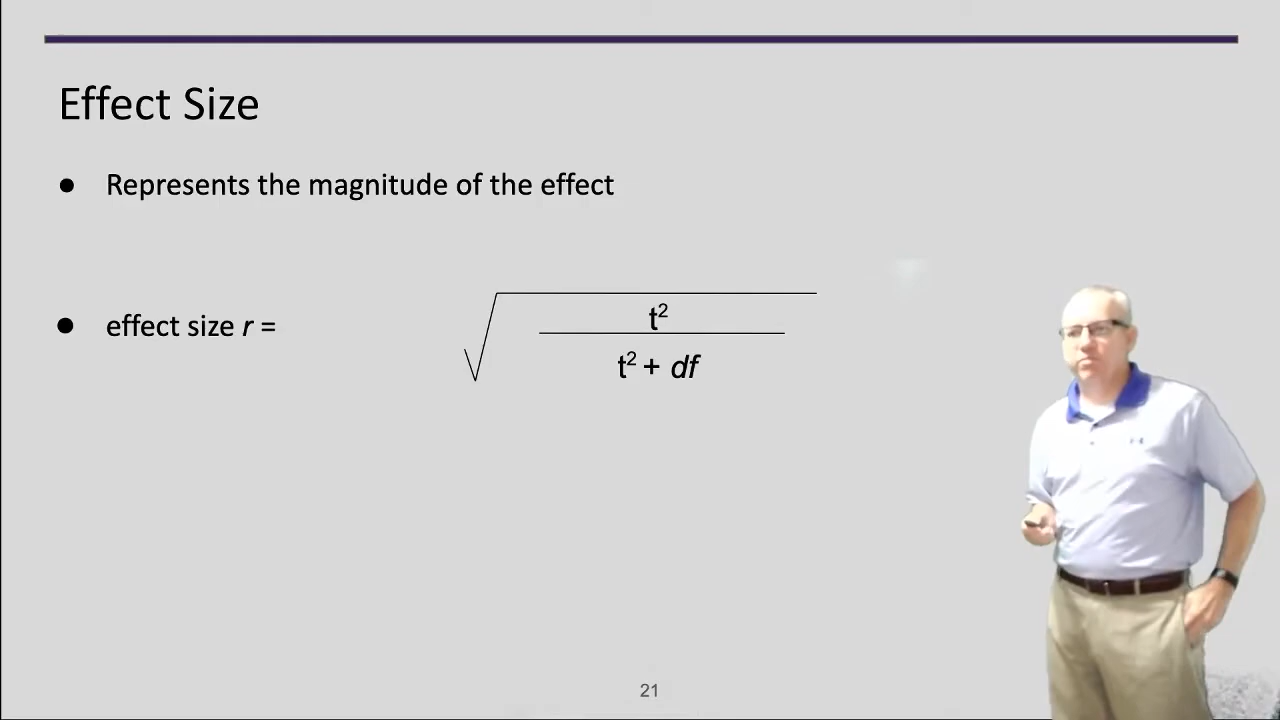 Effect Size
● Represents the magnitude of the effect
● effect size r =
t²
t² + df
21